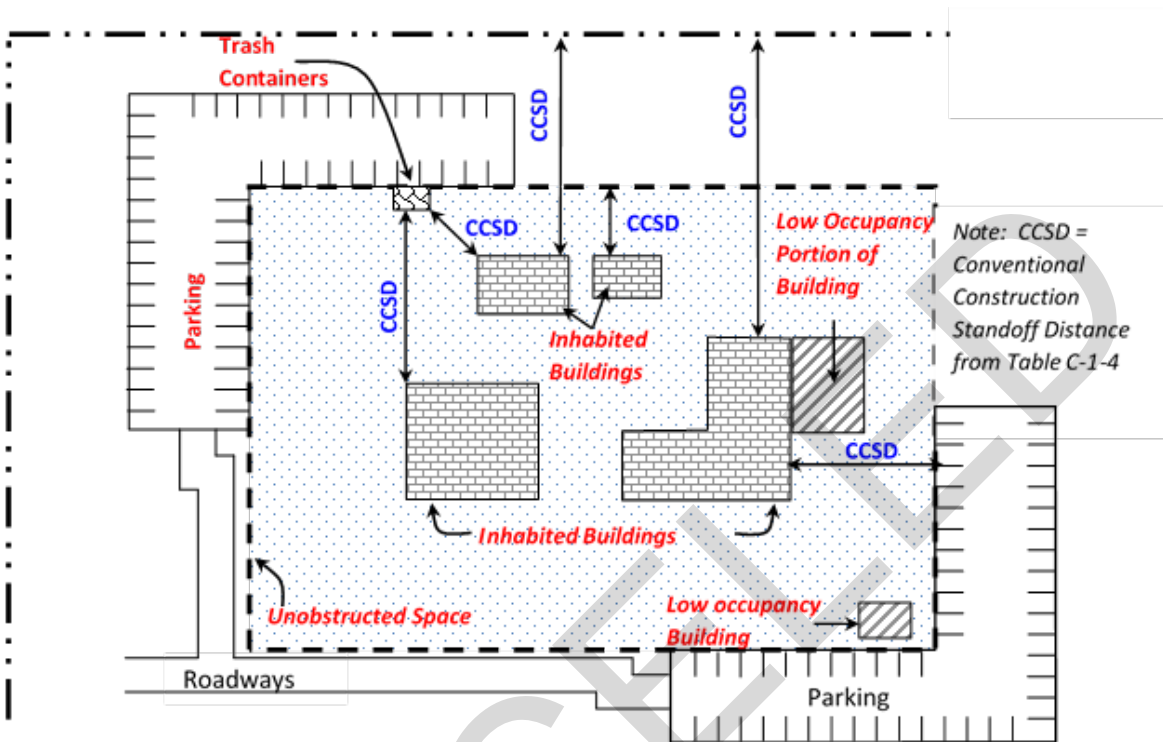 Trash
Containers
CCSD
CCSD
CCSD
CCSD
Low Occupancy
Portion of
Building
Note: CCSD =
Conventional
Construction
Standoff Distance
from Table C-1-4
Parking
CCSD
Inhabited
Buildings
CCSD
Inhabited Buildings
Unobstructed Space
Low occupancy
Building
Roadways
Parking
CELED